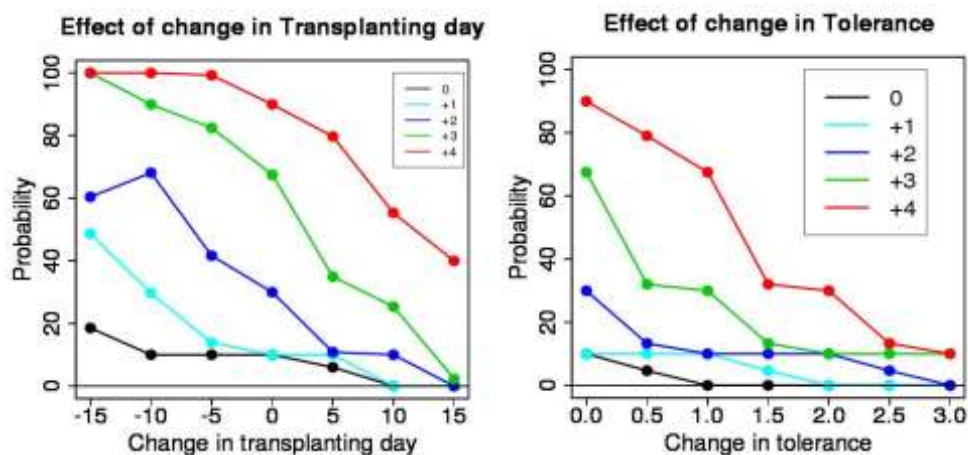 Effect of change in Transplanting day
Probability
100
80
60
40
20
0
0
+1
+2
+3
+4
-15 -10 -5 0 5 10 15
Change in transplanting day
Effect of change in Tolerance
Probability
100
80
60
40
20
0
0
+1
+2
+3
+4
0.0 0.5 1.0 1.5 2.0 2.5 3.0
Change in tolerance